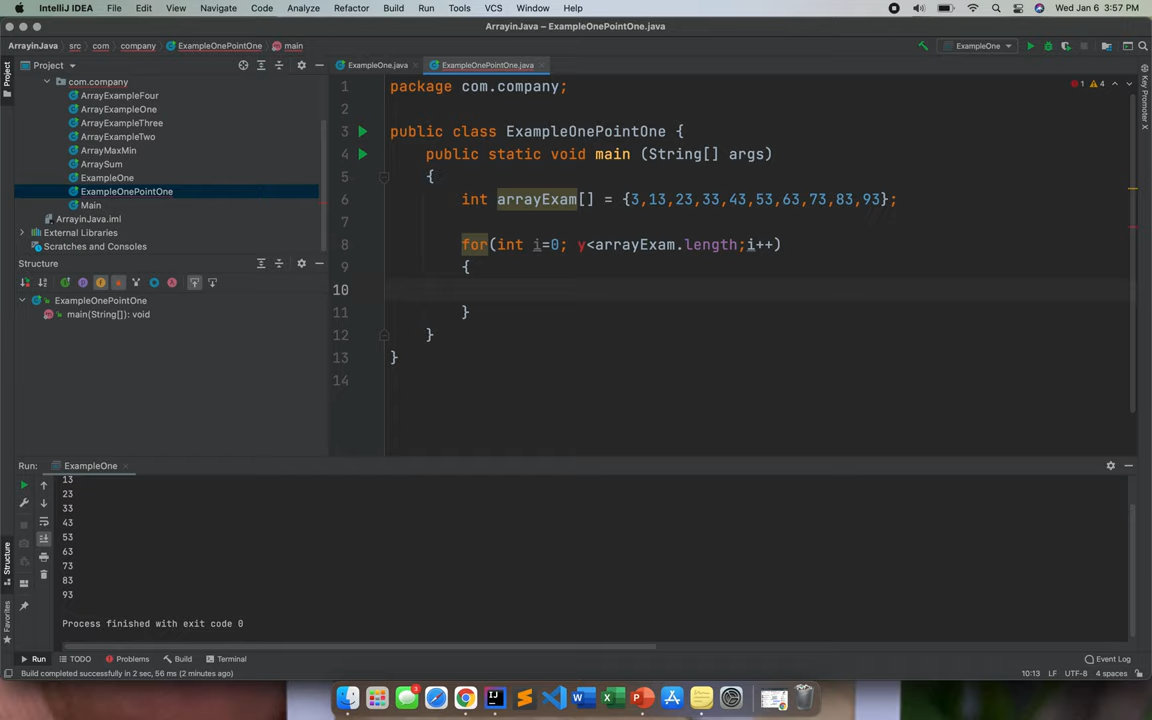 IntelliJ IDEA File Edit View Navigate Code Analyze Refactor Build Run Tools VCS Window Help Wed Jan 6 3:57 PM
ArrayinJava – ExampleOnePointOne.java
ArrayinJava src com company ExampleOnePointOne main ExampleOne
Project
Project
ExampleOne.java
ExampleOnePointOne.java
com.company
ArrayExampleFour
ArrayExampleOne
ArrayExampleThree
ArrayExampleTwo
ArrayMaxMin
ArraySum
ExampleOne
ExampleOnePointOne
Main
ArrayinJava.iml
External Libraries
Scratches and Consoles
Structure
ExampleOnePointOne
main(String[]): void
1 package com.company;
2
3 public class ExampleOnePointOne {
4 public static void main (String[] args)
5 {
6 int arrayExam[] = {3,13,23,33,43,53,63,73,83,93};
7
8 for(int i=0; y<arrayExam.length;i++)
9 {
10
11 }
12 }
13 }
14
1 4
Key Promoter X
Run: ExampleOne
13
23
33
43
53
63
73
83
93
Process finished with exit code 0
Structure
Favorites
Run TODO Problems Build Terminal Event Log
Build completed successfully in 2 sec, 56 ms (2 minutes ago) 10:13 LF UTF-8 4 spaces